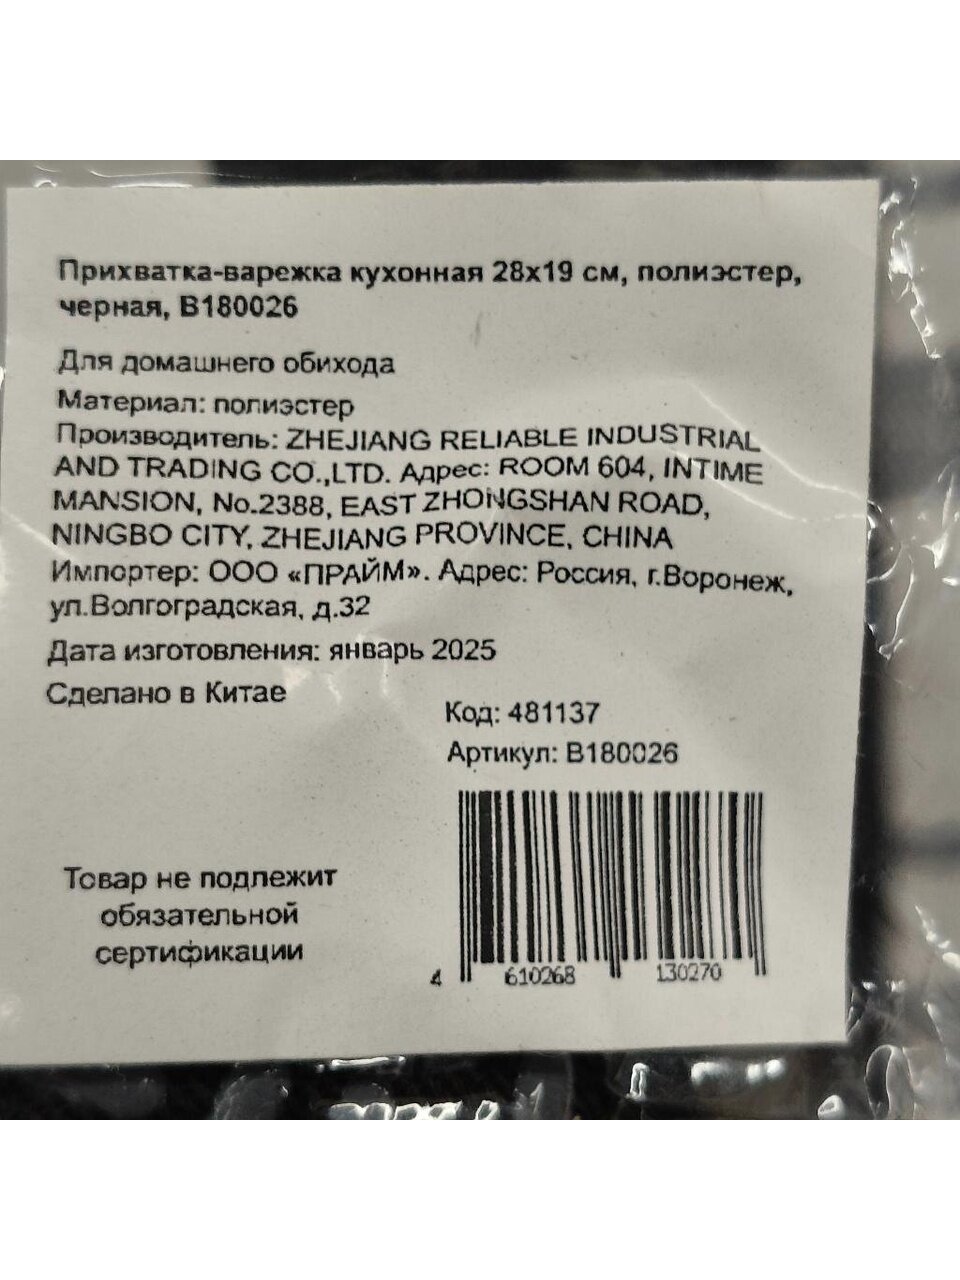 Прихватка-варежка кухонная 28х19 см, полиэстер,
черная, B180026
Для домашнего обихода
Материал: полиэстер
Производитель: ZHEJIANG RELIABLE INDUSTRIAL
AND TRADING CO.,LTD. Адрес: ROOM 604, INTIME
MANSION, No.2388, EAST ZHONGSHAN ROAD,
NINGBO CITY, ZHEJIANG PROVINCE, CHINA
Импортер: ООО «ПРАЙМ». Адрес: Россия, г.Воронеж,
ул.Волгоградская, д.32
Дата изготовления: январь 2025
Сделано в Китае
Код: 481137
Артикул: B180026
Товар не подлежит
обязательной
сертификации
4 610268 130270